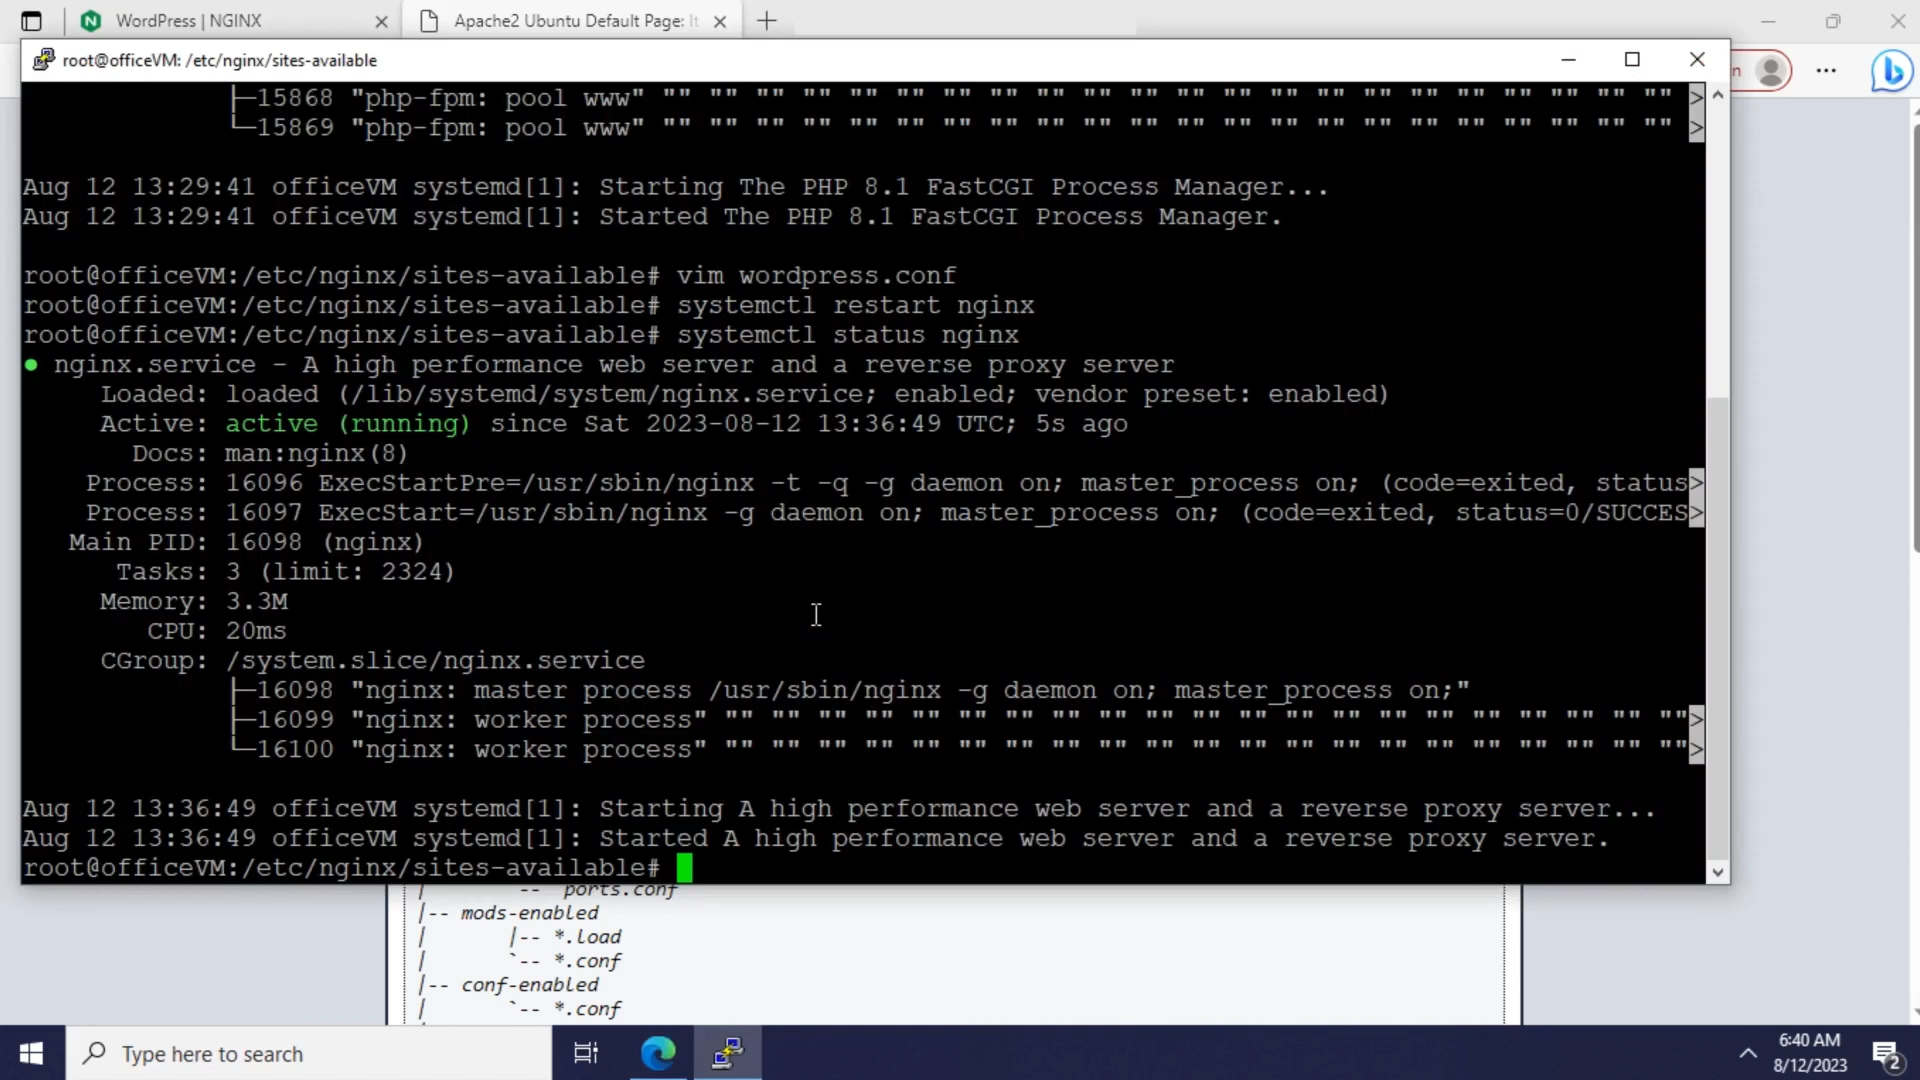 WordPress | NGINX
Apache2 Ubuntu Default Page: It
root@officeVM: /etc/nginx/sites-available
├─15868 "php-fpm: pool www" "" "" "" "" "" "" "" "" "" "" "" "" "" "" "" "" "" "" "" "" "" "" >
└─15869 "php-fpm: pool www" "" "" "" "" "" "" "" "" "" "" "" "" "" "" "" "" "" "" "" "" "" "" >
Aug 12 13:29:41 officeVM systemd[1]: Starting The PHP 8.1 FastCGI Process Manager...
Aug 12 13:29:41 officeVM systemd[1]: Started The PHP 8.1 FastCGI Process Manager.
root@officeVM:/etc/nginx/sites-available# vim wordpress.conf
root@officeVM:/etc/nginx/sites-available# systemctl restart nginx
root@officeVM:/etc/nginx/sites-available# systemctl status nginx
● nginx.service - A high performance web server and a reverse proxy server
Loaded: loaded (/lib/systemd/system/nginx.service; enabled; vendor preset: enabled)
Active: active (running) since Sat 2023-08-12 13:36:49 UTC; 5s ago
Docs: man:nginx(8)
Process: 16096 ExecStartPre=/usr/sbin/nginx -t -q -g daemon on; master_process on; (code=exited, status>
Process: 16097 ExecStart=/usr/sbin/nginx -g daemon on; master_process on; (code=exited, status=0/SUCCES>
Main PID: 16098 (nginx)
Tasks: 3 (limit: 2324)
Memory: 3.3M
CPU: 20ms
CGroup: /system.slice/nginx.service
├─16098 "nginx: master process /usr/sbin/nginx -g daemon on; master_process on;"
├─16099 "nginx: worker process" "" "" "" "" "" "" "" "" "" "" "" "" "" "" "" "" "" "" "" "" "">
└─16100 "nginx: worker process" "" "" "" "" "" "" "" "" "" "" "" "" "" "" "" "" "" "" "" "" "">
Aug 12 13:36:49 officeVM systemd[1]: Starting A high performance web server and a reverse proxy server...
Aug 12 13:36:49 officeVM systemd[1]: Started A high performance web server and a reverse proxy server.
root@officeVM:/etc/nginx/sites-available#
| -- ports.conf
|-- mods-enabled
| |-- *.load
| `-- *.conf
|-- conf-enabled
| `-- *.conf
Type here to search
6:40 AM
8/12/2023
2